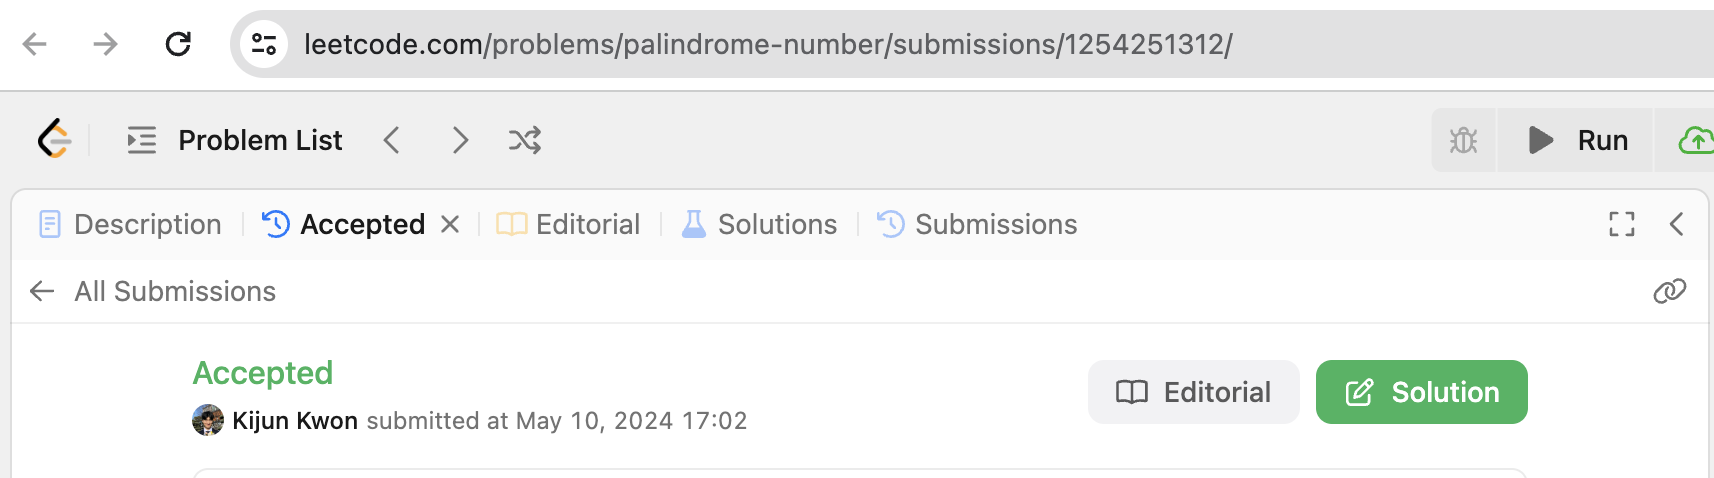 leetcode.com/problems/palindrome-number/submissions/1254251312/
Problem List Run
Description Accepted Editorial Solutions Submissions
All Submissions
Accepted
Editorial Solution
Kijun Kwon submitted at May 10, 2024 17:02